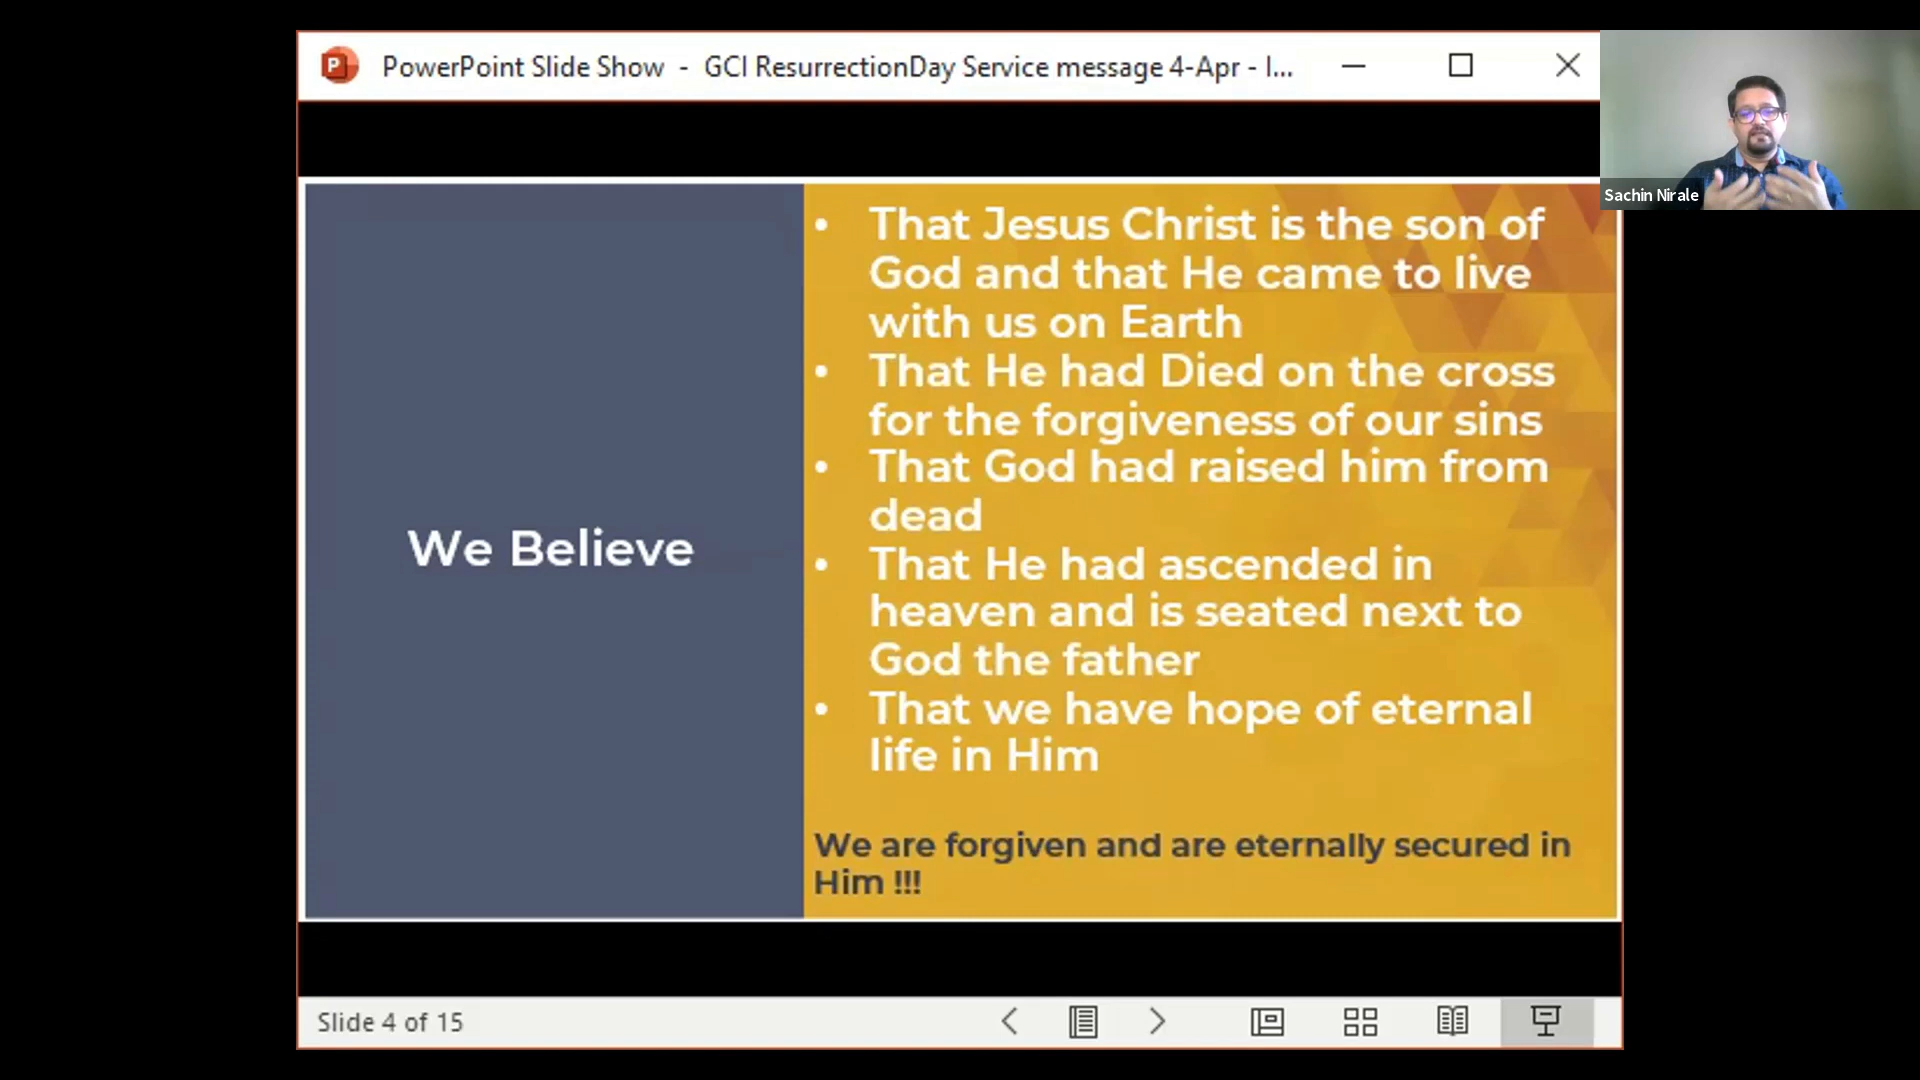 PowerPoint Slide Show - GCI ResurrectionDay Service message 4-Apr - I...
Sachin Nirale
We Believe
• That Jesus Christ is the son of
God and that He came to live
with us on Earth
• That He had Died on the cross
for the forgiveness of our sins
• That God had raised him from
dead
• That He had ascended in
heaven and is seated next to
God the father
• That we have hope of eternal
life in Him
We are forgiven and are eternally secured in
Him !!!
Slide 4 of 15